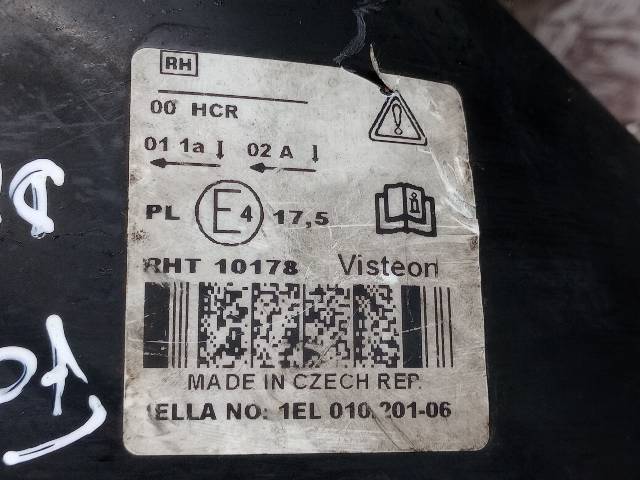 RH
00 HCR
01 1a 02 A
PL E4 17,5
RHT 10178 Visteon
MADE IN CZECH REP.
ELLA NO: 1EL 010.201-06